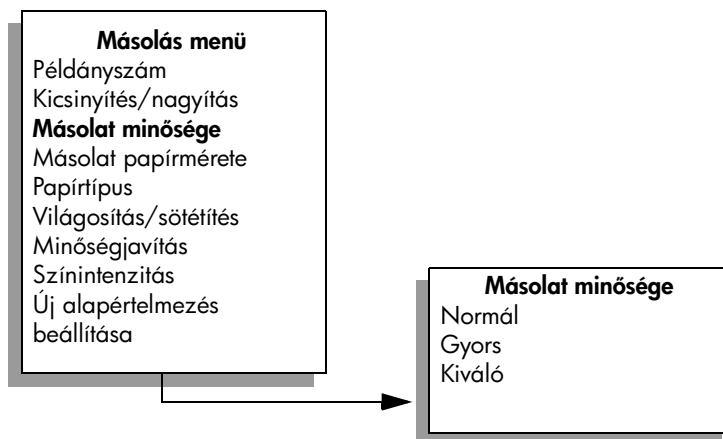 Másolás menü
Példányszám
Kicsinyítés/nagyítás
Másolat minősége
Másolat papírmérete
Papírtípus
Világosítás/sötétítés
Minőségjavítás
Színintenzitás
Új alapértelmezés
beállítása
Másolat minősége
Normál
Gyors
Kiváló